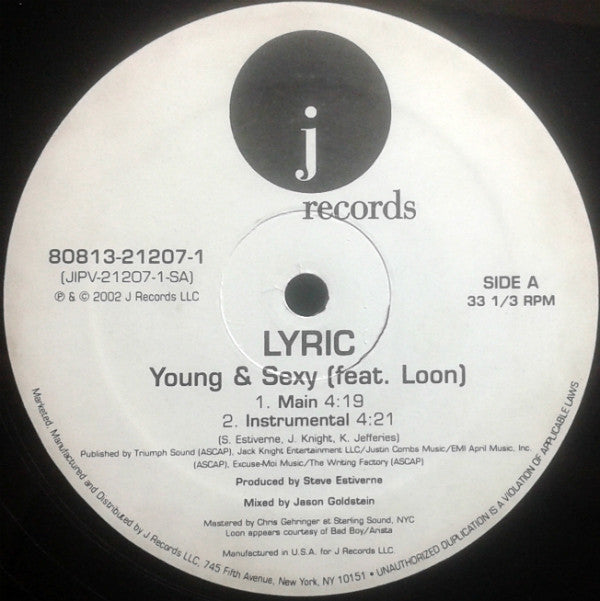 j
records
80813-21207-1
(JIPV-21207-1-SA)
℗ & © 2002 J Records LLC
SIDE A
33 1/3 RPM
LYRIC
Young & Sexy (feat. Loon)
1. Main 4:19
2. Instrumental 4:21
(S. Estiverne, J. Knight, K. Jefferies)
Published by Triumph Sound (ASCAP), Jack Knight Entertainment LLC/Justin Combs Music/EMI April Music, Inc.
(ASCAP), Excuse-Moi Music/The Writing Factory (ASCAP)
Produced by Steve Estiverne
Mixed by Jason Goldstein
Mastered by Chris Gehringer at Sterling Sound, NYC
Loon appears courtesy of Bad Boy/Arista
Manufactured in U.S.A. for J Records LLC
Marketed, Manufactured and Distributed by J Records LLC, 745 Fifth Avenue, New York, NY 10151 • UNAUTHORIZED DUPLICATION IS A VIOLATION OF APPLICABLE LAWS